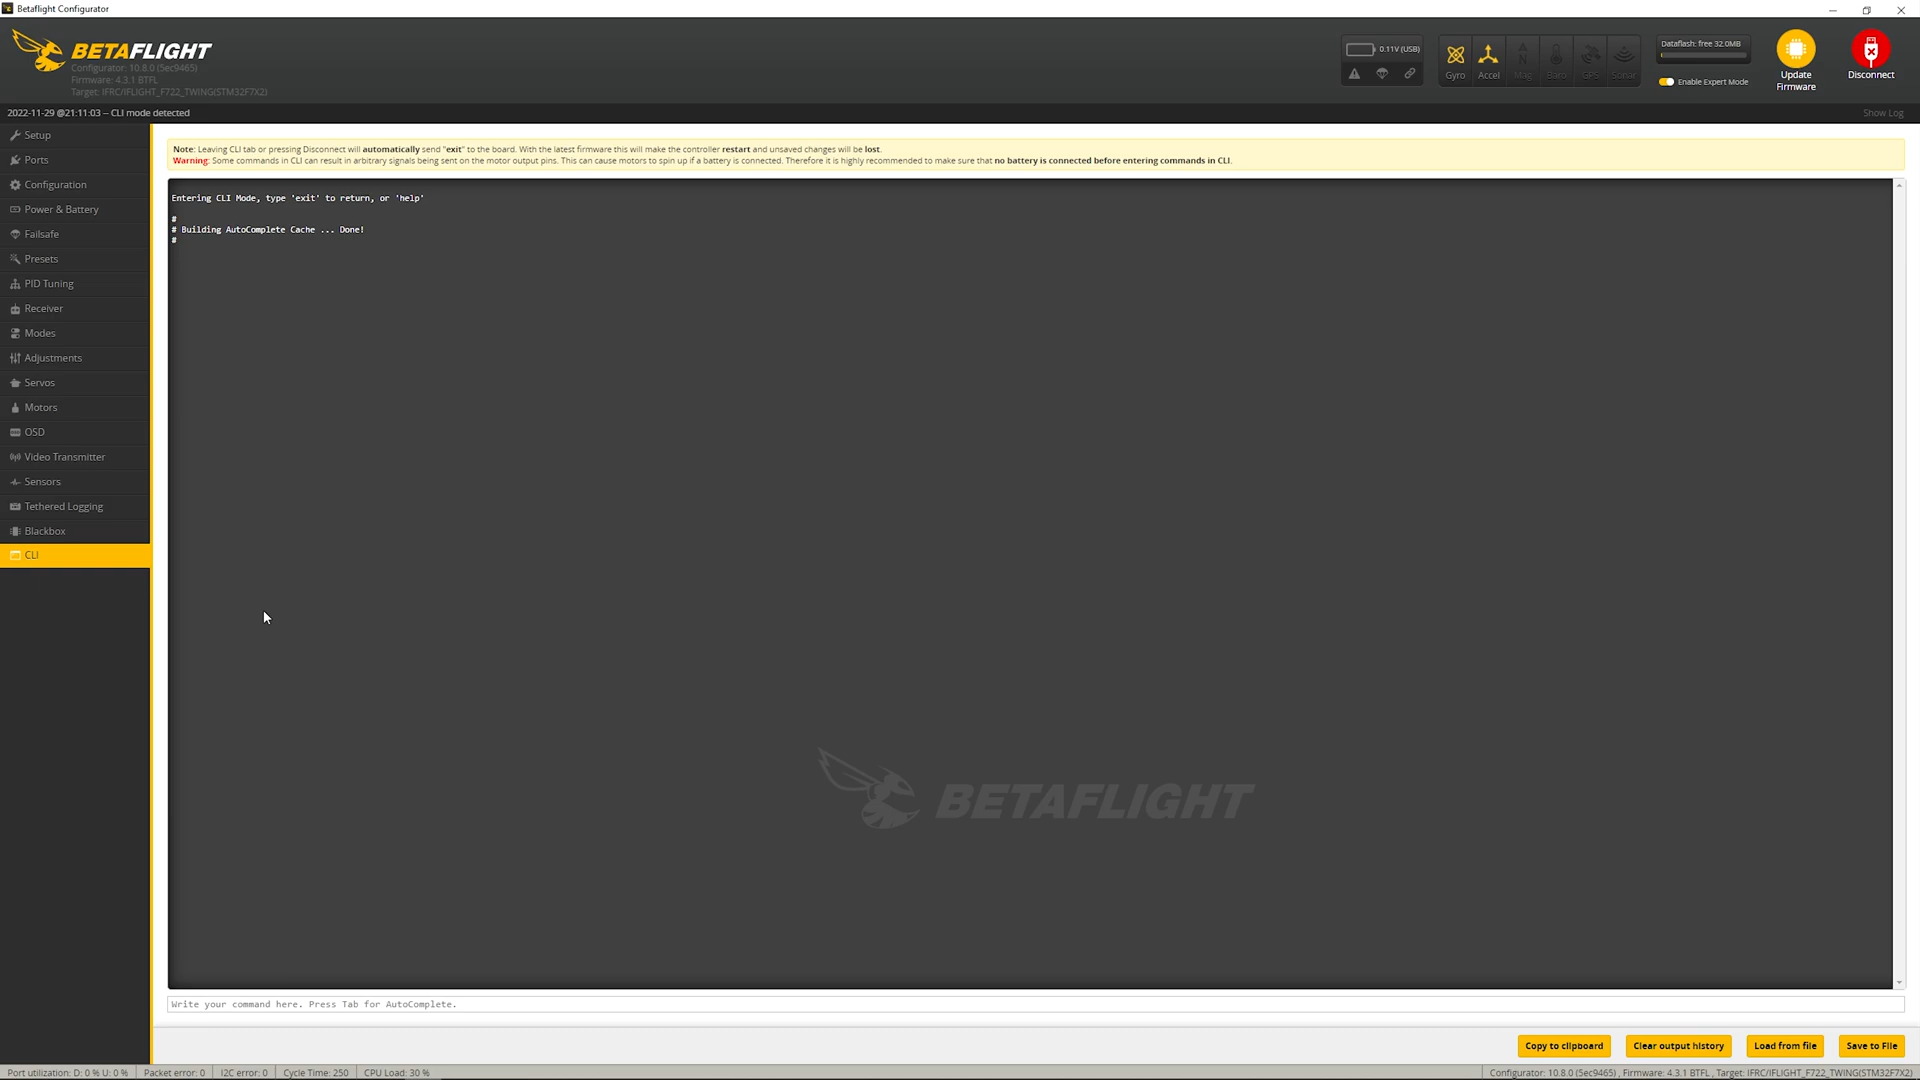 Betaflight Configurator
BETAFLIGHT
Configurator: 10.8.0 (5ec9465)
Firmware: 4.3.1 BTFL
Target: IFRC/IFLIGHT_F722_TWING(STM32F7X2)
0.11V (USB)
Gyro
Accel
Mag
Baro
GPS
Sonar
Dataflash: free 32.0MB
Enable Expert Mode
Update
Firmware
Disconnect
2022-11-29 @21:11:03 -- CLI mode detected
Show Log
Setup
Ports
Configuration
Power & Battery
Failsafe
Presets
PID Tuning
Receiver
Modes
Adjustments
Servos
Motors
OSD
Video Transmitter
Sensors
Tethered Logging
Blackbox
CLI
Note: Leaving CLI tab or pressing Disconnect will automatically send "exit" to the board. With the latest firmware this will make the controller restart and unsaved changes will be lost.
Warning: Some commands in CLI can result in arbitrary signals being sent on the motor output pins. This can cause motors to spin up if a battery is connected. Therefore it is highly recommended to make sure that no battery is connected before entering commands in CLI.
Entering CLI Mode, type 'exit' to return, or 'help'
#
# Building AutoComplete Cache ... Done!
#
BETAFLIGHT
Write your command here. Press Tab for AutoComplete.
Copy to clipboard
Clear output history
Load from file
Save to File
Port utilization: D: 0 % U: 0 %
Packet error: 0
I2C error: 0
Cycle Time: 250
CPU Load: 30 %
Configurator: 10.8.0 (5ec9465) , Firmware: 4.3.1 BTFL , Target: IFRC/IFLIGHT_F722_TWING(STM32F7X2)